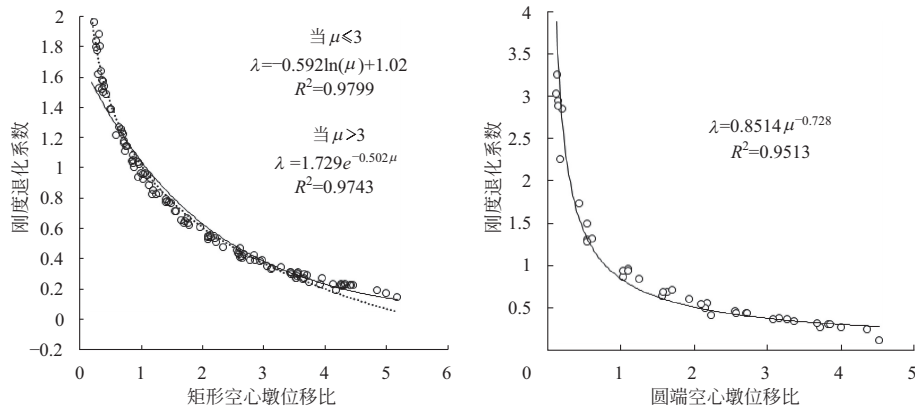 2
1.8
1.6
1.4
1.2
1
0.8
0.6
0.4
0.2
0
−0.2
刚度退化系数
当 μ⩽3
λ=−0.592ln(μ)+1.02
R²=0.9799
当 μ>3
λ=1.729e^{−0.502μ}
R²=0.9743
0 1 2 3 4 5 6
矩形空心墩位移比
4
3.5
3
2.5
2
1.5
1
0.5
刚度退化系数
λ=0.8514μ^{−0.728}
R²=0.9513
0 1 2 3 4 5
圆端空心墩位移比